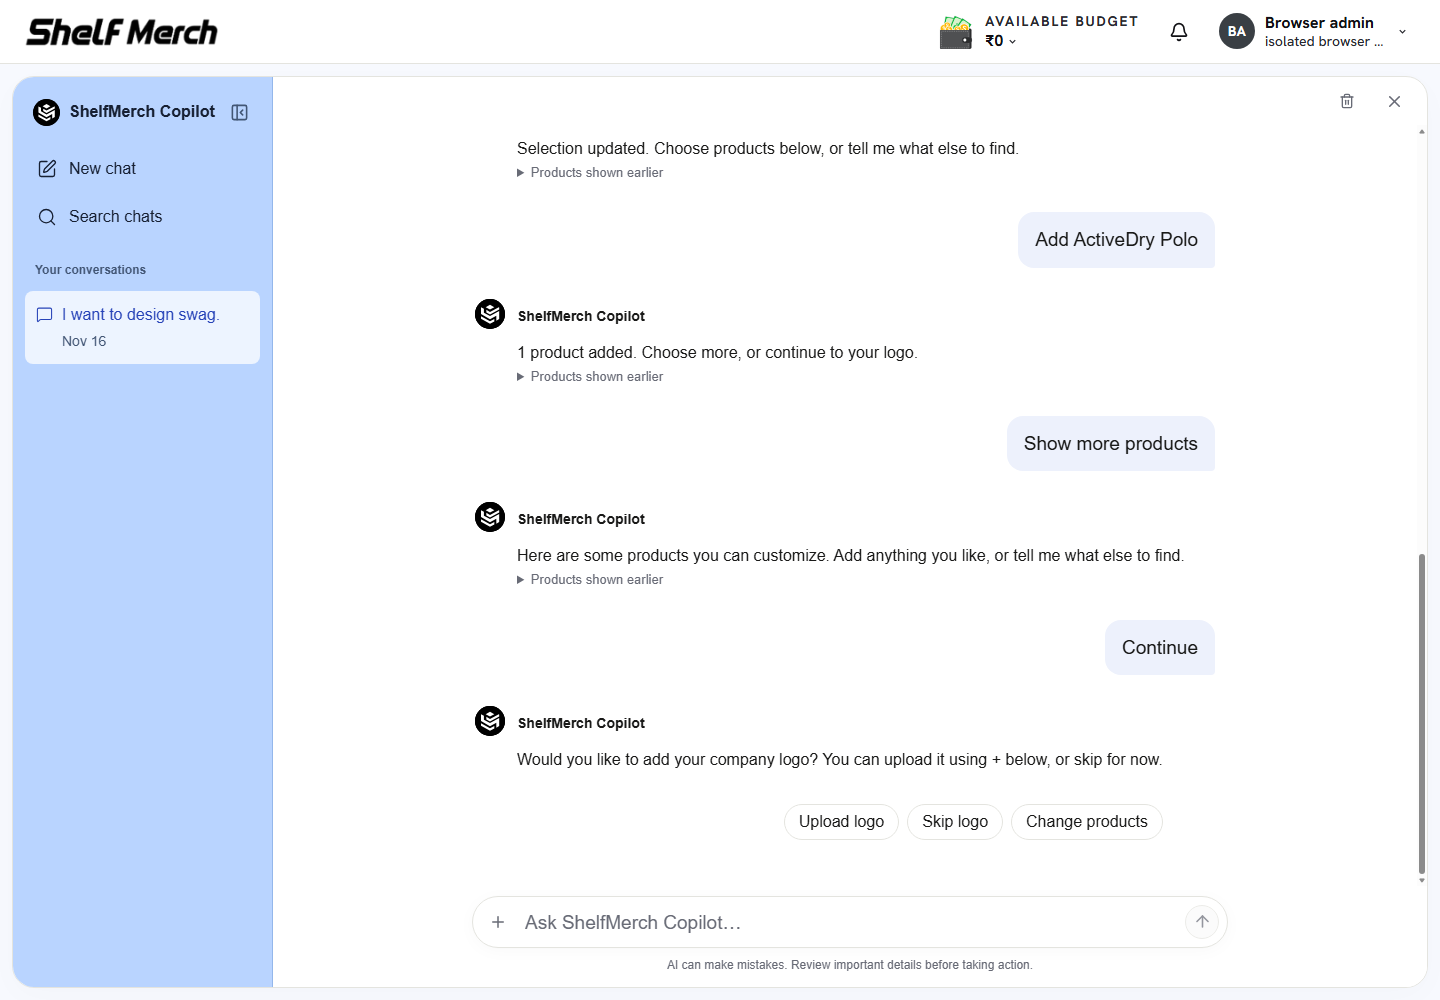 Shelf Merch
AVAILABLE BUDGET
₹0
BA
Browser admin
isolated browser ...
ShelfMerch Copilot
New chat
Search chats
Your conversations
I want to design swag.
Nov 16
Selection updated. Choose products below, or tell me what else to find.
Products shown earlier
Add ActiveDry Polo
ShelfMerch Copilot
1 product added. Choose more, or continue to your logo.
Products shown earlier
Show more products
ShelfMerch Copilot
Here are some products you can customize. Add anything you like, or tell me what else to find.
Products shown earlier
Continue
ShelfMerch Copilot
Would you like to add your company logo? You can upload it using + below, or skip for now.
Upload logo
Skip logo
Change products
Ask ShelfMerch Copilot…
AI can make mistakes. Review important details before taking action.